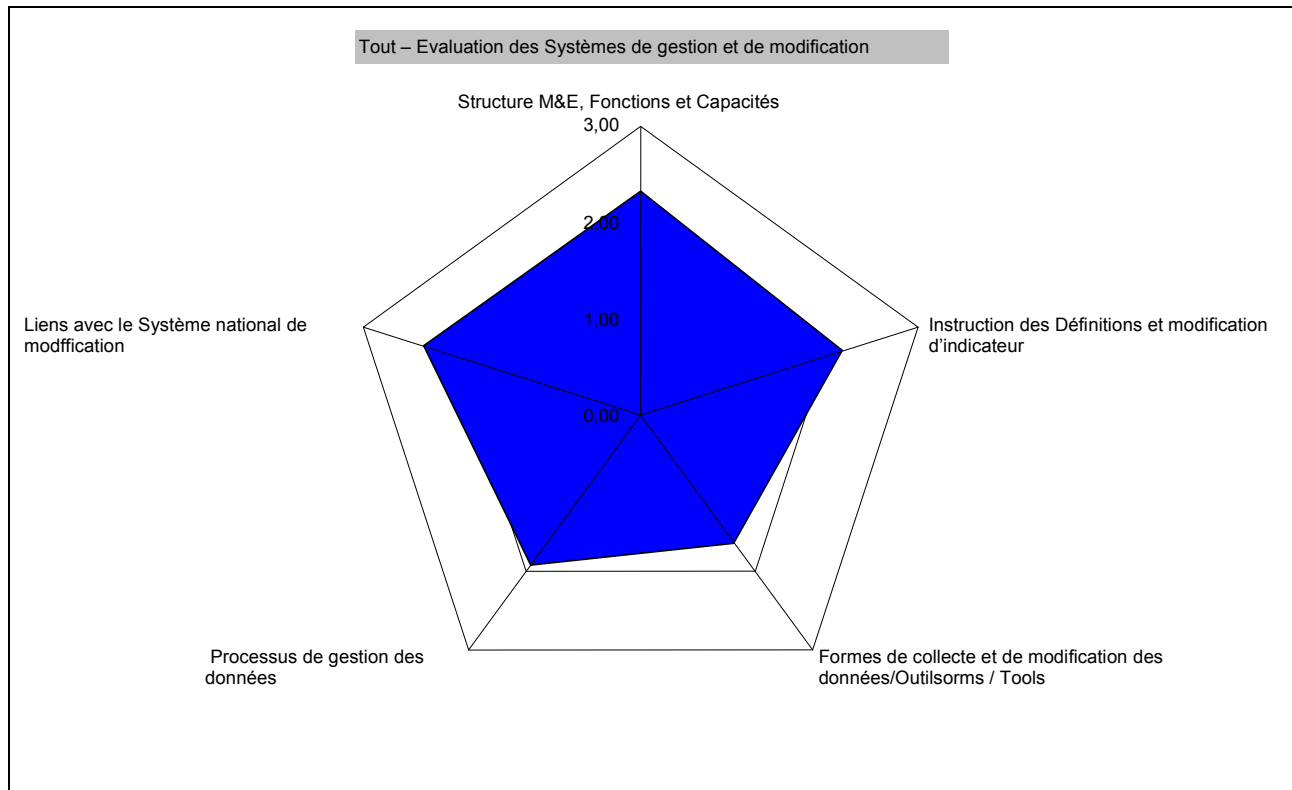 Tout – Evaluation des Systèmes de gestion et de modification
Structure M&E, Fonctions et Capacités
3,00
2,00
1,00
0,00
Liens avec le Système national de
modffication
Instruction des Définitions et modification
d'indicateur
Processus de gestion des
données
Formes de collecte et de modification des
données/Outilsorms / Tools